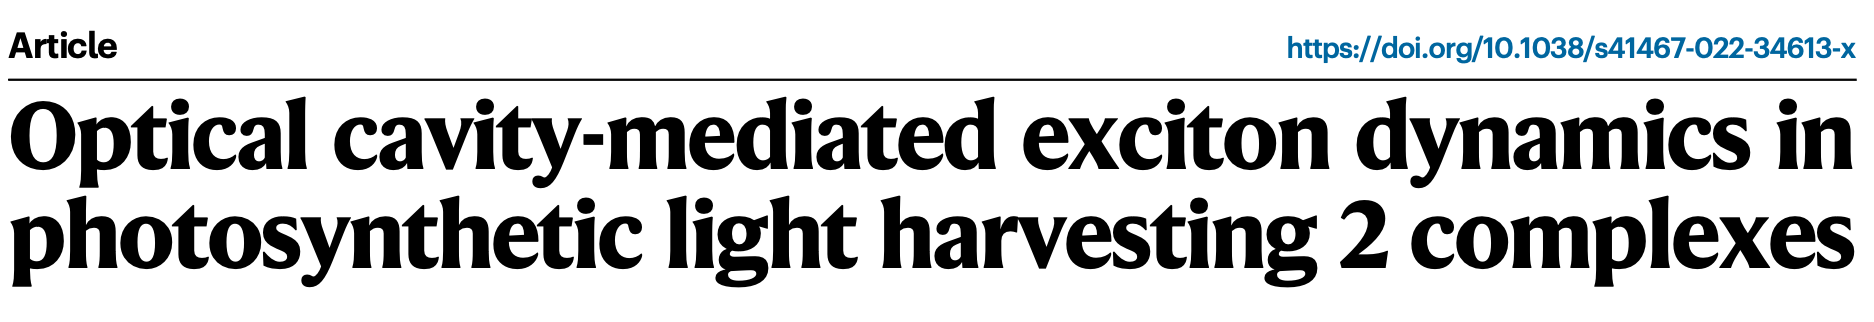 Article
https://doi.org/10.1038/s41467-022-34613-x
Optical cavity-mediated exciton dynamics in
photosynthetic light harvesting 2 complexes